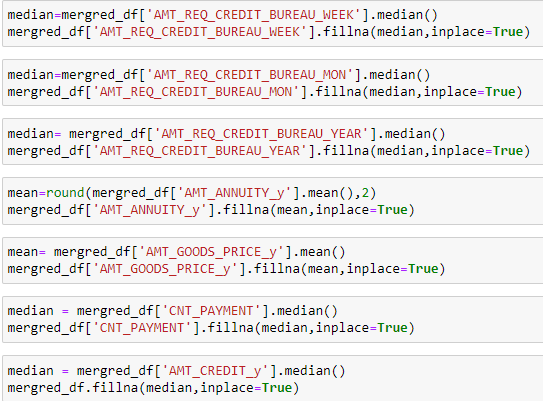 median=mergred_df['AMT_REQ_CREDIT_BUREAU_WEEK'].median()
mergred_df['AMT_REQ_CREDIT_BUREAU_WEEK'].fillna(median,inplace=True)
median=mergred_df['AMT_REQ_CREDIT_BUREAU_MON'].median()
mergred_df['AMT_REQ_CREDIT_BUREAU_MON'].fillna(median,inplace=True)
median= mergred_df['AMT_REQ_CREDIT_BUREAU_YEAR'].median()
mergred_df['AMT_REQ_CREDIT_BUREAU_YEAR'].fillna(median,inplace=True)
mean=round(mergred_df['AMT_ANNUITY_y'].mean(),2)
mergred_df['AMT_ANNUITY_y'].fillna(mean,inplace=True)
mean= mergred_df['AMT_GOODS_PRICE_y'].mean()
mergred_df['AMT_GOODS_PRICE_y'].fillna(mean,inplace=True)
median = mergred_df['CNT_PAYMENT'].median()
mergred_df['CNT_PAYMENT'].fillna(median,inplace=True)
median = mergred_df['AMT_CREDIT_y'].median()
mergred_df.fillna(median,inplace=True)